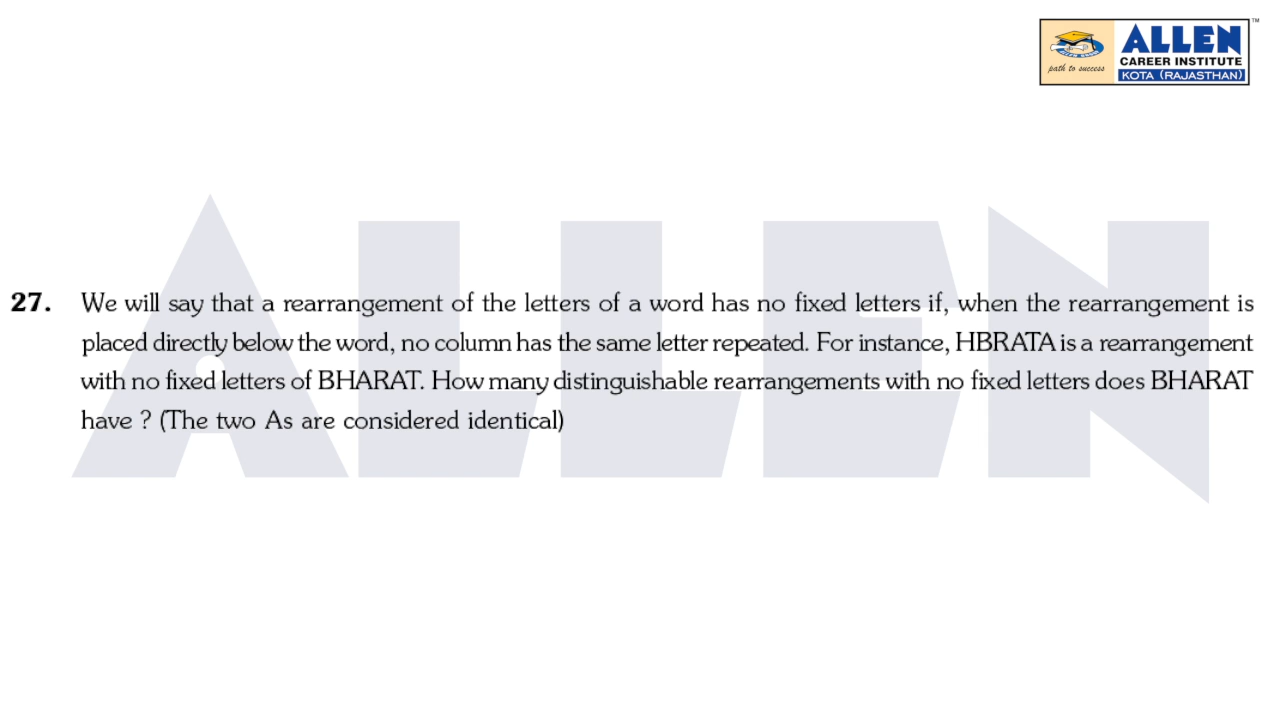 ALLEN
CAREER INSTITUTE
KOTA (RAJASTHAN)
path to success
TM
ALLEN
27. We will say that a rearrangement of the letters of a word has no fixed letters if, when the rearrangement is
placed directly below the word, no column has the same letter repeated. For instance, HBRATA is a rearrangement
with no fixed letters of BHARAT. How many distinguishable rearrangements with no fixed letters does BHARAT
have ? (The two As are considered identical)